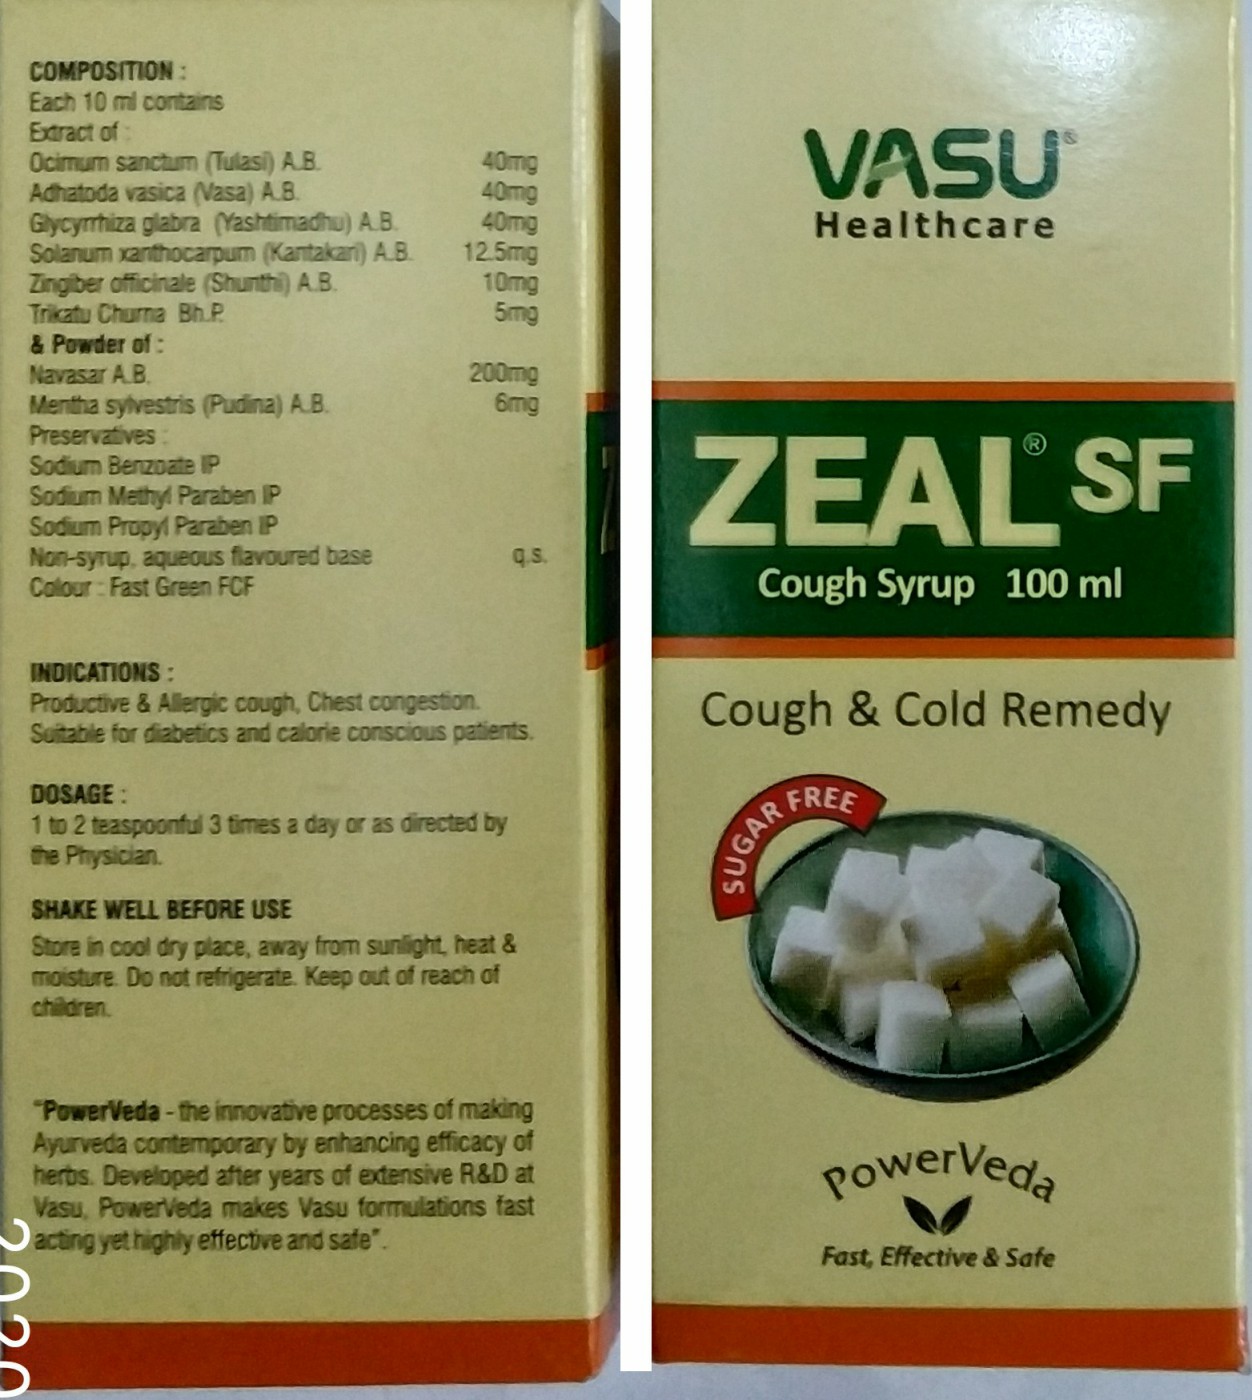 COMPOSITION :
Each 10 ml contains
Extract of :
Ocimum sanctum (Tulasi) A.B. 40mg
Adhatoda vasica (Vasa) A.B. 40mg
Glycyrrhiza glabra (Yashtimadhu) A.B. 40mg
Solanum xanthocarpum (Kantakari) A.B. 12.5mg
Zingiber officinale (Shunthi) A.B. 10mg
Trikatu Churna Bh.P. 5mg
& Powder of :
Navasar A.B. 200mg
Mentha sylvestris (Pudina) A.B. 6mg
Preservatives :
Sodium Benzoate IP
Sodium Methyl Paraben IP
Sodium Propyl Paraben IP
Non-syrup, aqueous flavoured base q.s.
Colour : Fast Green FCF
INDICATIONS :
Productive & Allergic cough, Chest congestion.
Suitable for diabetics and calorie conscious patients.
DOSAGE :
1 to 2 teaspoonful 3 times a day or as directed by
the Physician.
SHAKE WELL BEFORE USE
Store in cool dry place, away from sunlight, heat &
moisture. Do not refrigerate. Keep out of reach of
children.
"PowerVeda - the innovative processes of making
Ayurveda contemporary by enhancing efficacy of
herbs. Developed after years of extensive R&D at
Vasu, PowerVeda makes Vasu formulations fast
acting yet highly effective and safe".
2020
VASU®
Healthcare
ZEAL® SF
Cough Syrup 100 ml
Cough & Cold Remedy
SUGAR FREE
PowerVeda
Fast, Effective & Safe